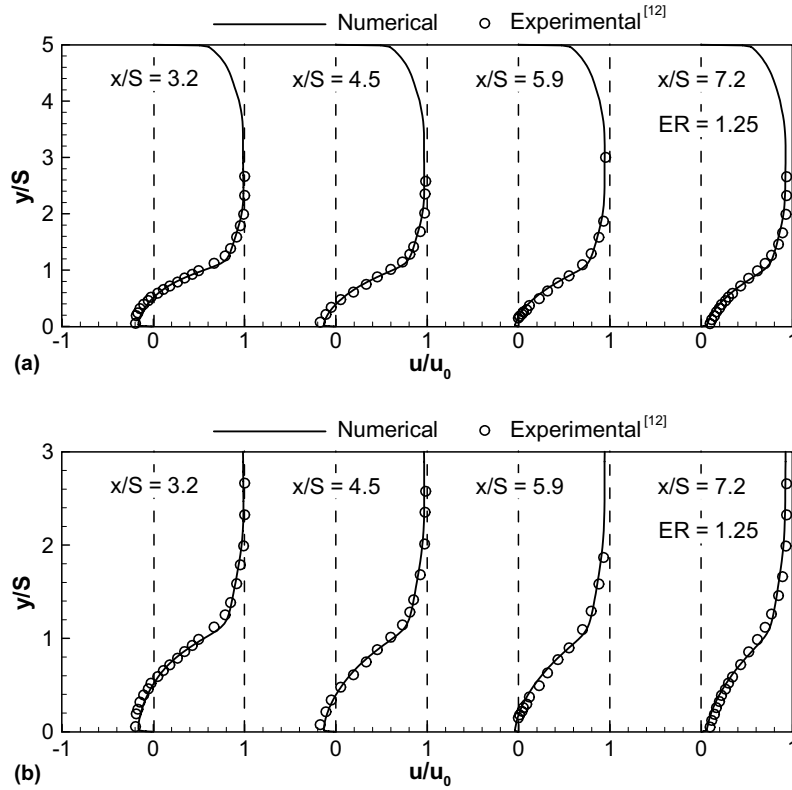 Numerical Experimental[12]
5
4
3
2
1
0
y/S
x/S = 3.2 x/S = 4.5 x/S = 5.9 x/S = 7.2
ER = 1.25
-1 0 0 1 0 1 0 1
(a) u/u0
Numerical Experimental[12]
3
2
1
0
y/S
x/S = 3.2 x/S = 4.5 x/S = 5.9 x/S = 7.2
ER = 1.25
-1 0 0 1 0 1 0 1
(b) u/u0